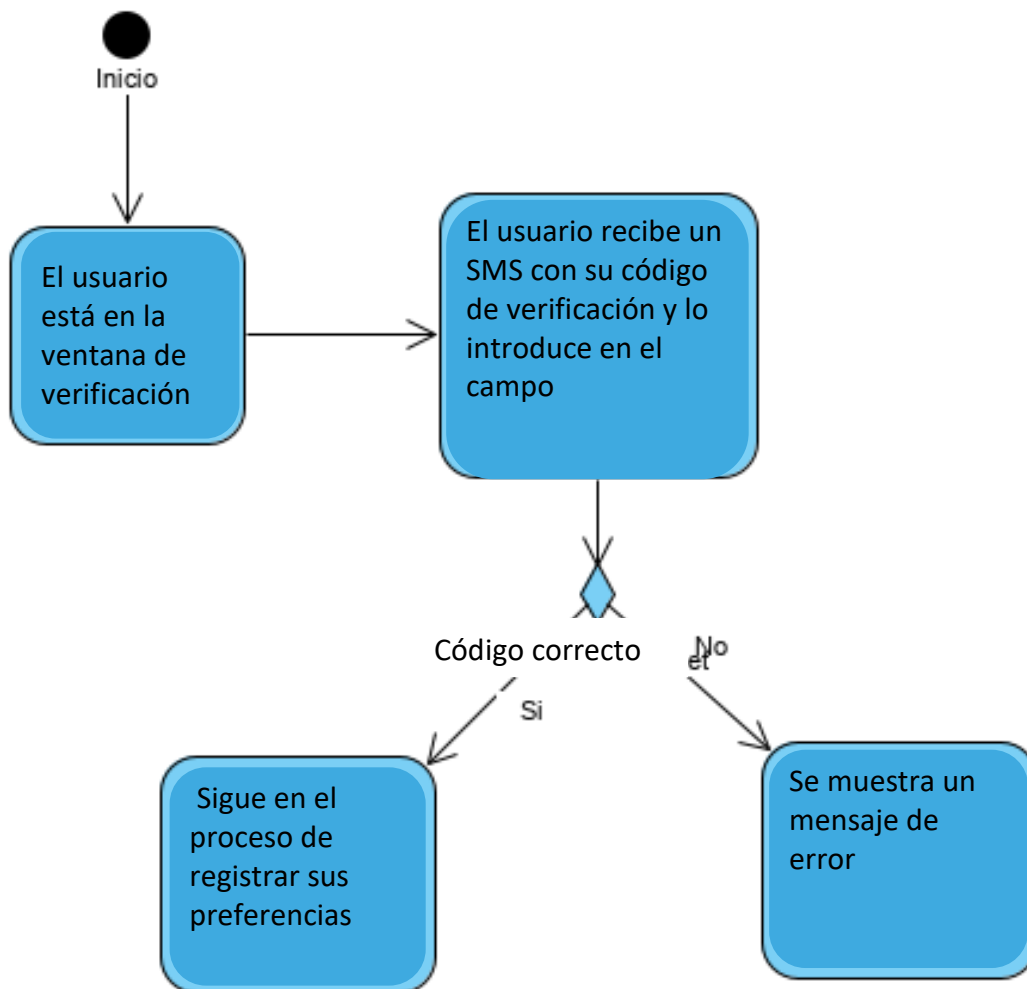 Inicio
El usuario
está en la
ventana de
verificación
El usuario recibe un
SMS con su código
de verificación y lo
introduce en el
campo
Código correcto
No
et
Si
Sigue en el
proceso de
registrar sus
preferencias
Se muestra un
mensaje de
error